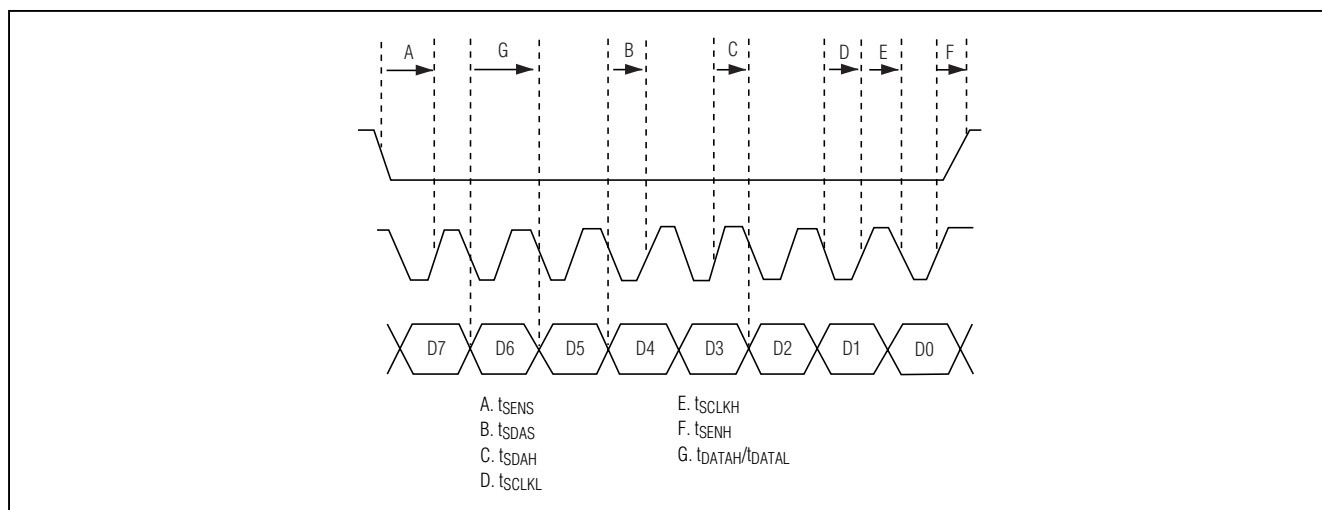 A G B C D E F
D7 D6 D5 D4 D3 D2 D1 D0
A. tSENS
B. tSDAS
C. tSDAH
D. tSCLKL
E. tSCLKH
F. tSENH
G. tDATAH/tDATAL